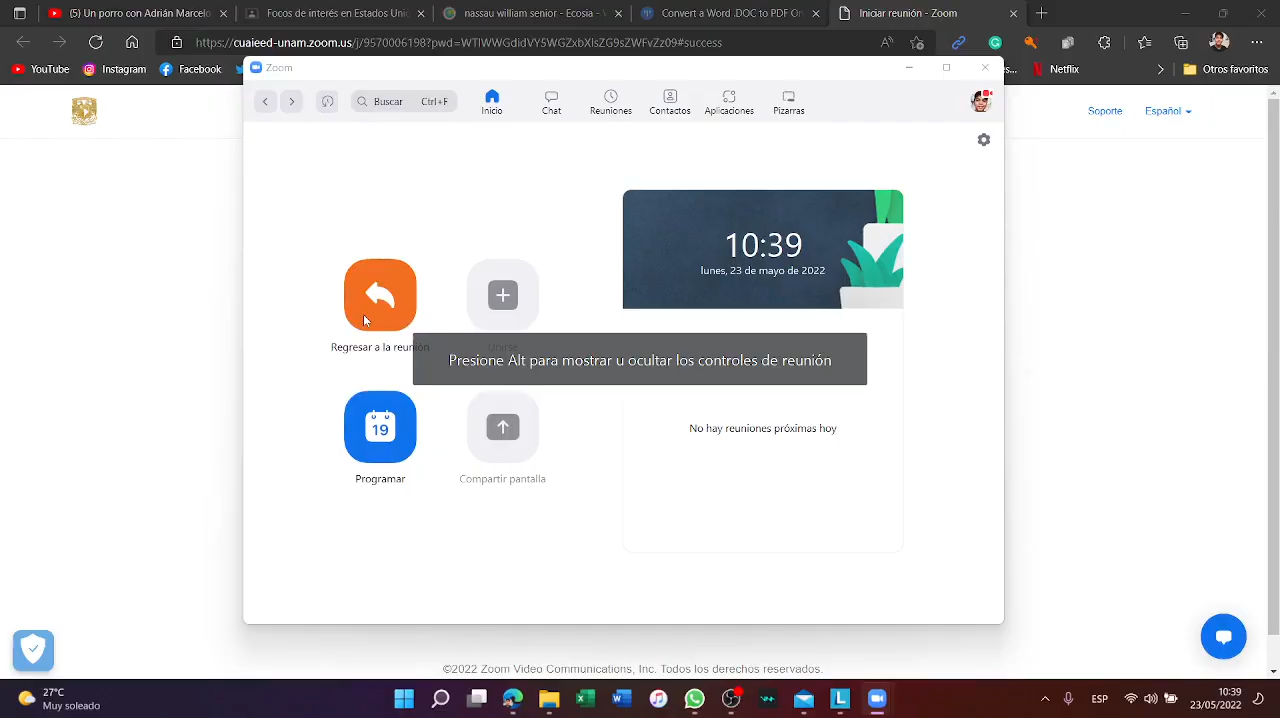 (5) Un porro con Adrián Marcelo
Focos de interés en Estados Unid
nassau william senior - Ecosia - V
Convert a Word .DOC to PDF On
Iniciar reunión - Zoom
https://cuaieed-unam.zoom.us/j/9570006198?pwd=WTlWWGdidVY5WGZxbXlsZG9sZWFvZz09#success
YouTube
Instagram
Facebook
Netflix
Otros favoritos
Zoom
Buscar Ctrl+F
Inicio
Chat
Reuniones
Contactos
Aplicaciones
Pizarras
Soporte
Español
10:39
lunes, 23 de mayo de 2022
Regresar a la reunión
Unirse
Presione Alt para mostrar u ocultar los controles de reunión
19
No hay reuniones próximas hoy
Programar
Compartir pantalla
©2022 Zoom Video Communications, Inc. Todos los derechos reservados.
27°C
Muy soleado
ESP
10:39
23/05/2022